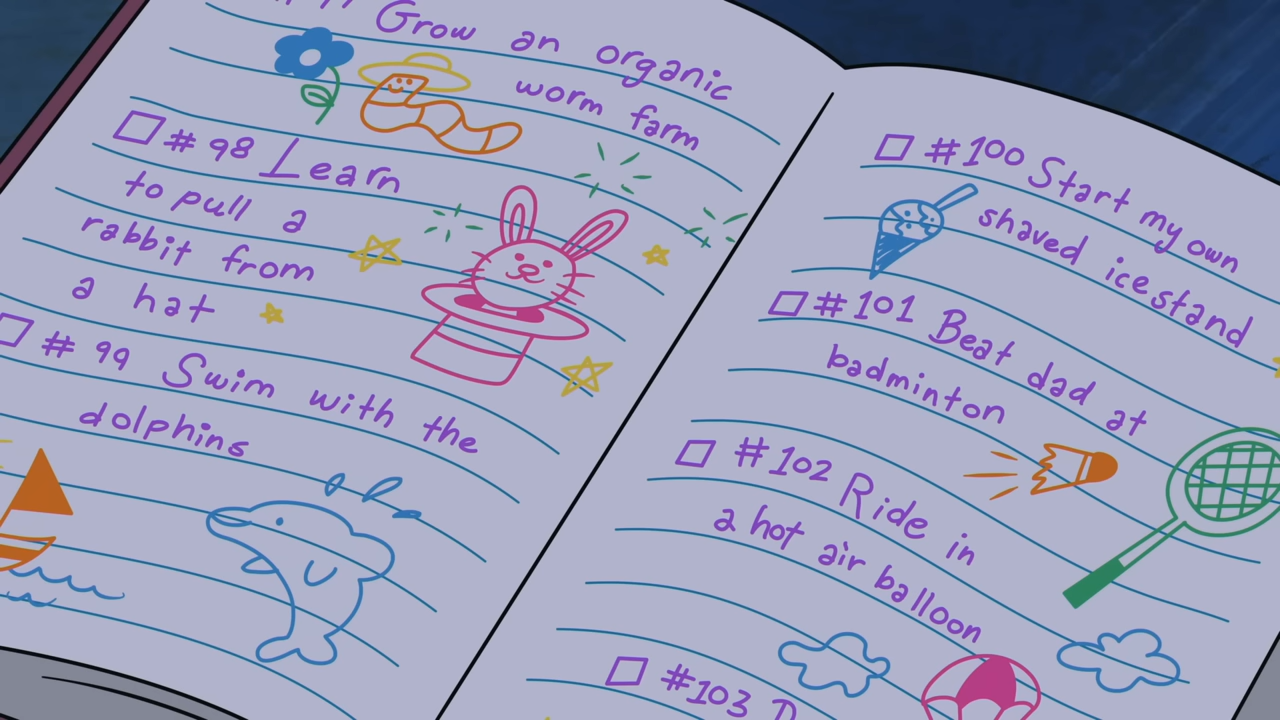 Grow an organic
worm farm
#98 Learn
to pull a
rabbit from
a hat
#99 Swim with the
dolphins
#100 Start my own
shaved ice stand
#101 Beat dad at
badminton
#102 Ride in
a hot air balloon
#103